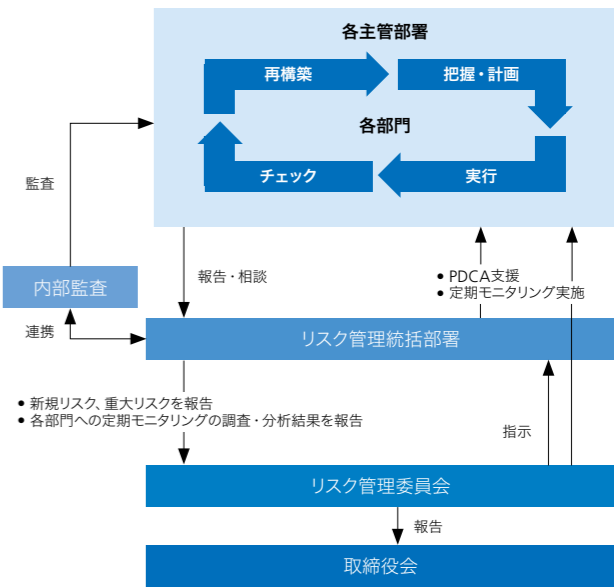 各主管部署
再構築
把握・計画
各部門
チェック
実行
監査
内部監査
報告・相談
• PDCA支援
• 定期モニタリング実施
連携
リスク管理統括部署
• 新規リスク、重大リスクを報告
• 各部門への定期モニタリングの調査・分析結果を報告
指示
リスク管理委員会
報告
取締役会